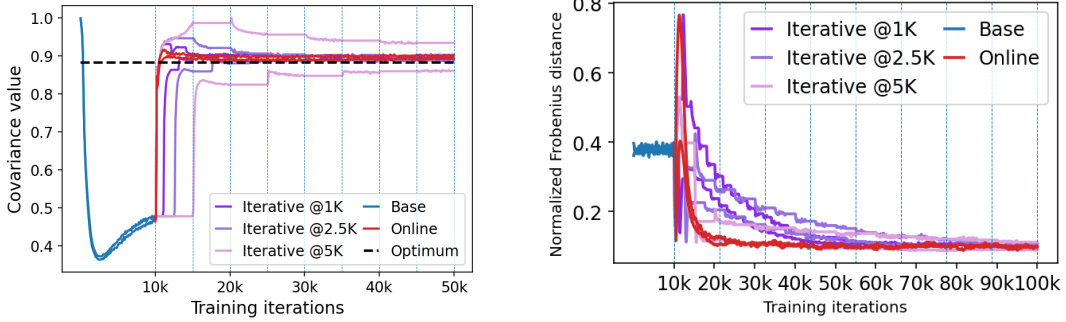 Covariance value
1.0
0.9
0.8
0.7
0.6
0.5
0.4
Iterative @1K
Iterative @2.5K
Iterative @5K
Base
Online
Optimum
10k 20k 30k 40k 50k
Training iterations
Normalized Frobenius distance
0.8
0.6
0.4
0.2
Iterative @1K
Iterative @2.5K
Iterative @5K
Base
Online
10k 20k 30k 40k 50k 60k 70k 80k 90k 100k
Training iterations